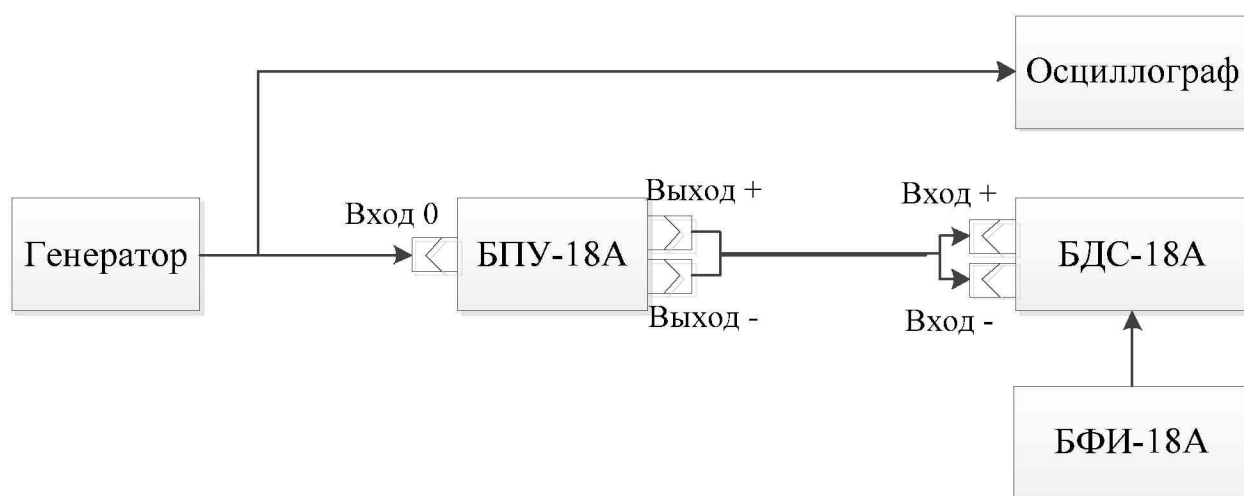 Осциллограф
Выход +
Вход +
Вход 0
Генератор
БПУ-18А
БДС-18А
Выход -
Вход -
БФИ-18А